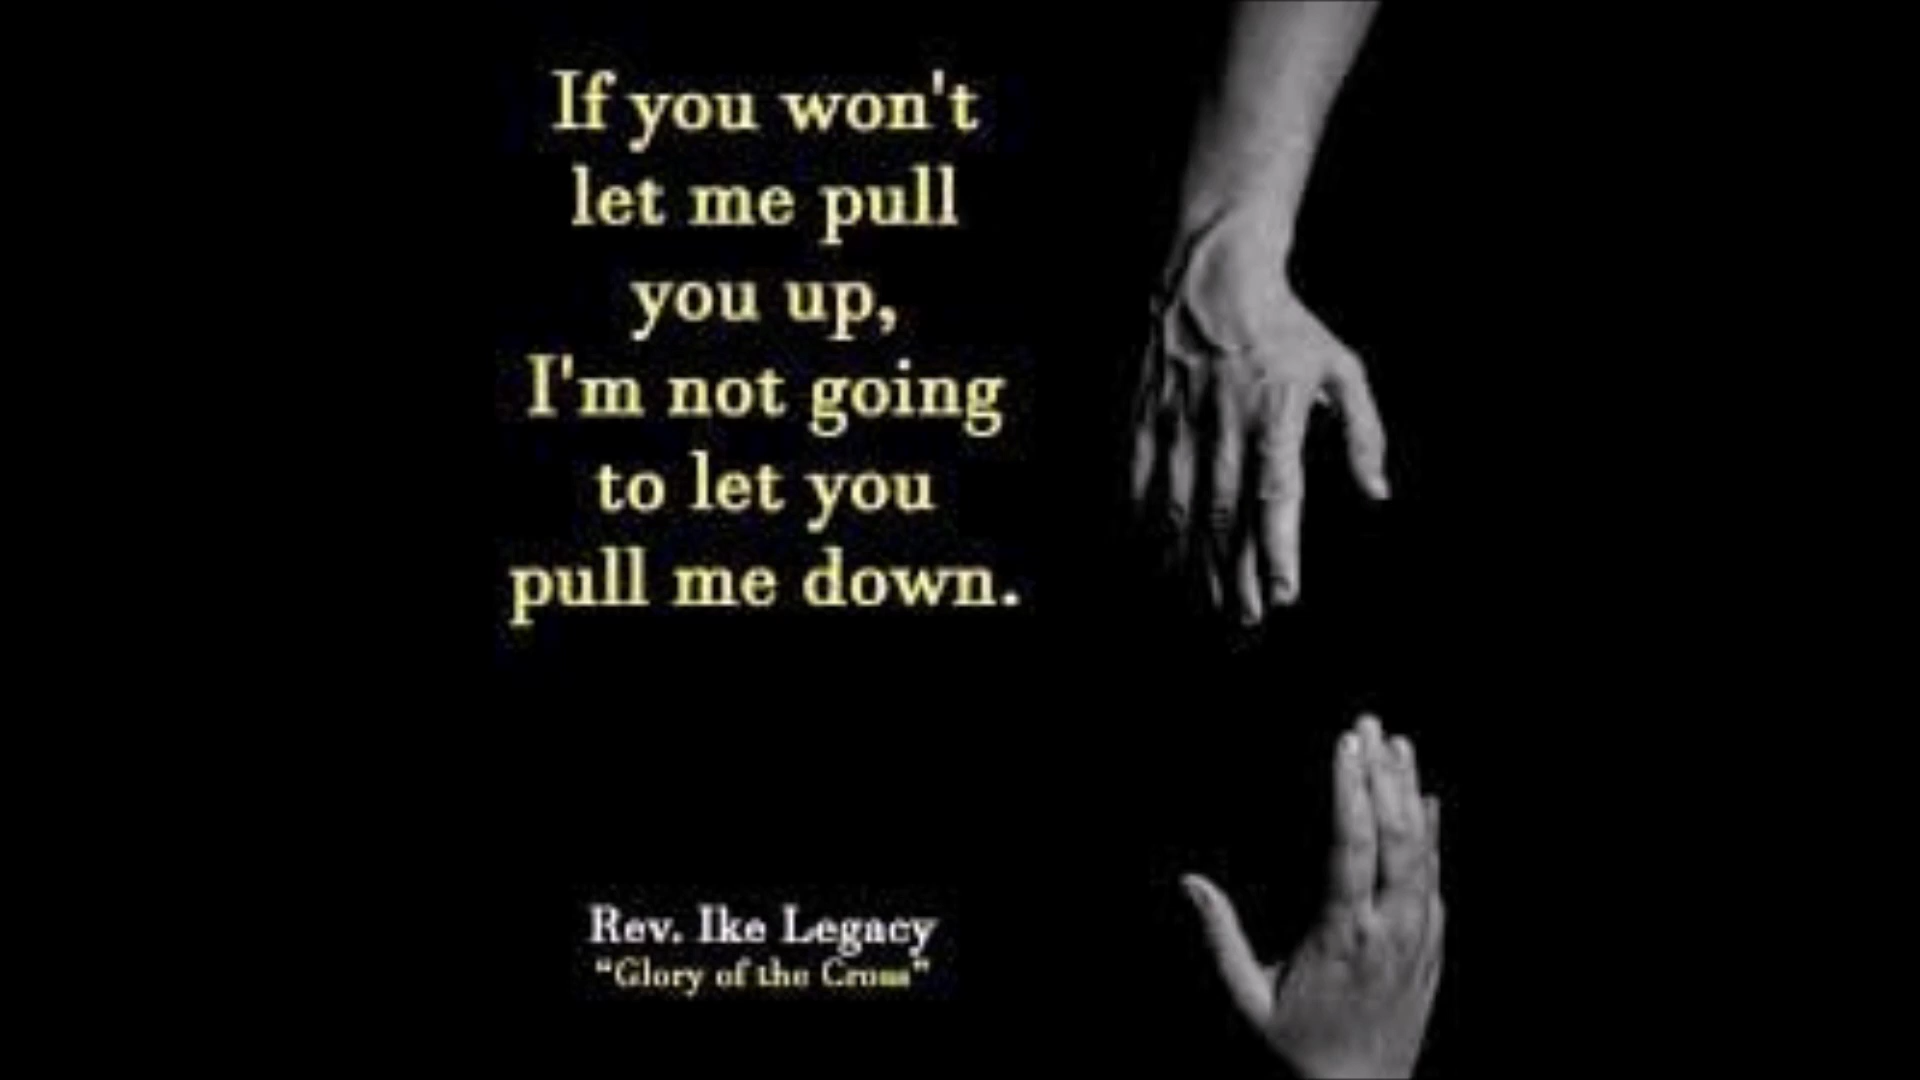 If you won't
let me pull
you up,
I'm not going
to let you
pull me down.
Rev. Ike Legacy
“Glory of the Cross”